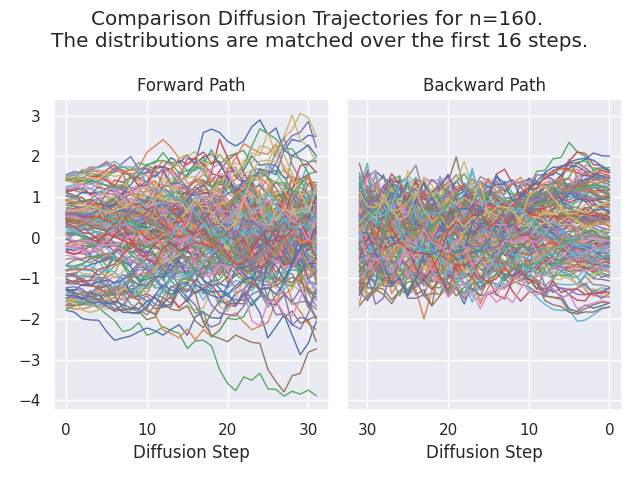 Comparison Diffusion Trajectories for n=160.
The distributions are matched over the first 16 steps.
Forward Path
Backward Path
3
2
1
0
−1
−2
−3
−4
0 10 20 30
30 20 10 0
Diffusion Step
Diffusion Step